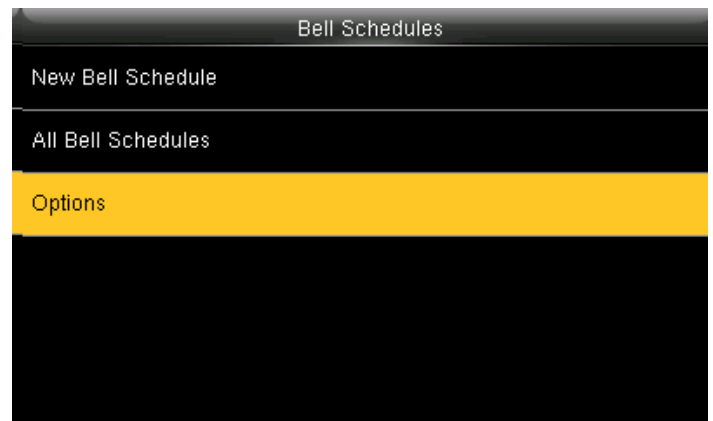 Bell Schedules
New Bell Schedule
All Bell Schedules
Options